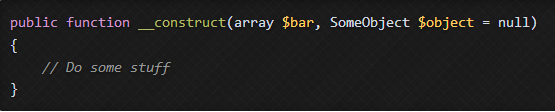 public function __construct(array $bar, SomeObject $object = null)
{
    // Do some stuff
}